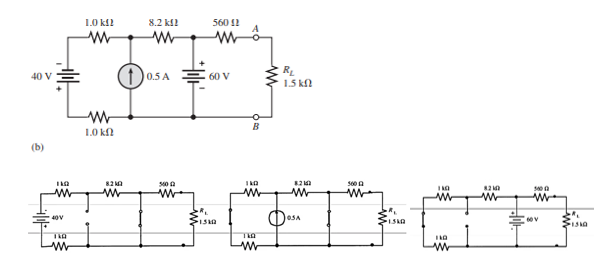 1.0 kΩ 8.2 kΩ 560 Ω A
40 V - + 0.5 A + - 60 V R_L 1.5 kΩ
1.0 kΩ B
(b)
1 kΩ 8.2 kΩ 560 Ω 1 kΩ 8.2 kΩ 560 Ω 1 kΩ 8.2 kΩ 560 Ω
40V R_L 1.5 kΩ 0.5A R_L 1.5 kΩ 60 V R_L 1.5 kΩ
1 kΩ 1 kΩ 1 kΩ